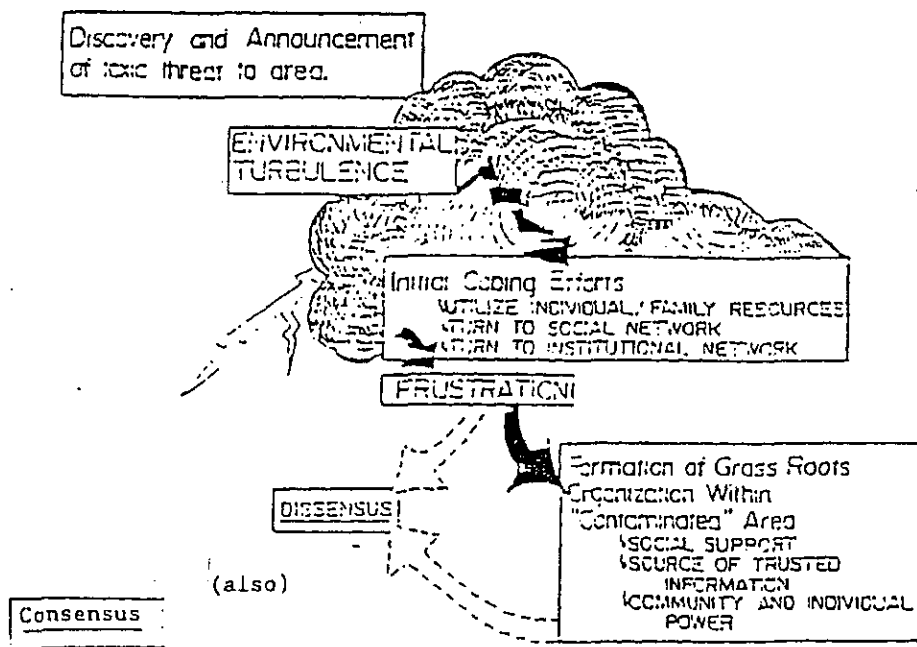 Discovery and Announcement
of toxic threat to area.
ENVIRONMENTAL
TURBULENCE
Initial Coping Efforts
UTILIZE INDIVIDUAL/FAMILY RESOURCES
TURN TO SOCIAL NETWORK
TURN TO INSTITUTIONAL NETWORK
FRUSTRATION
Formation of Grass Roots
Organization Within
"Contaminated" Area
SOCIAL SUPPORT
SOURCE OF TRUSTED
INFORMATION
COMMUNITY AND INDIVIDUAL
POWER
DISSENSUS
(also)
Consensus